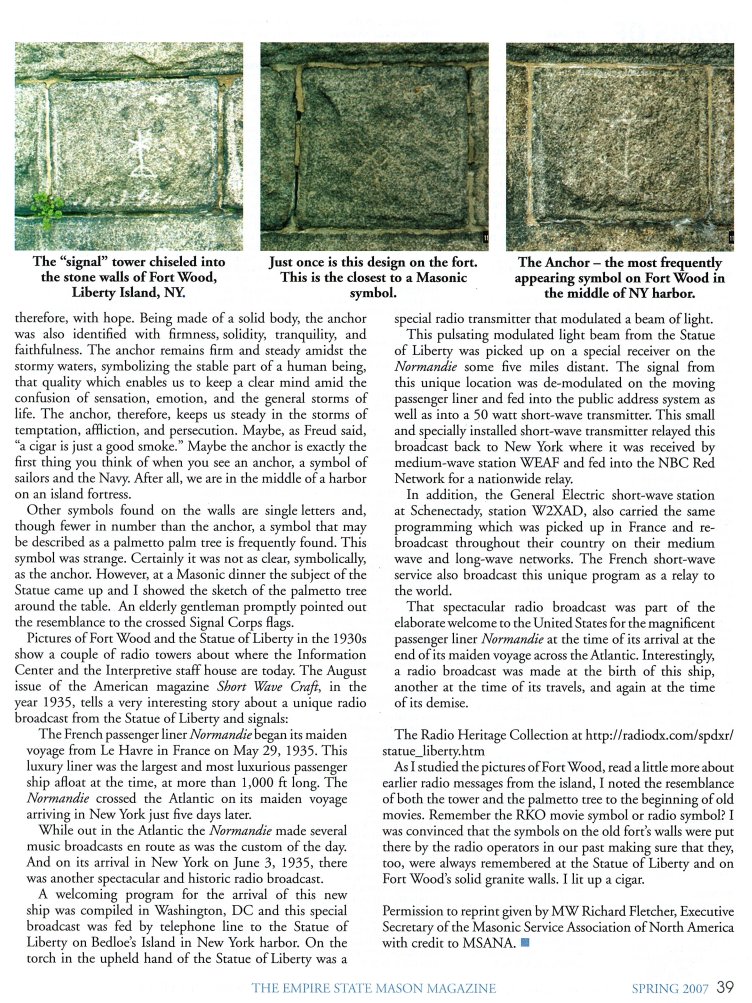 The “signal” tower chiseled into
the stone walls of Fort Wood,
Liberty Island, NY.
Just once is this design on the fort.
This is the closest to a Masonic
symbol.
The Anchor – the most frequently
appearing symbol on Fort Wood in
the middle of NY harbor.
therefore, with hope. Being made of a solid body, the anchor
was also identified with firmness, solidity, tranquility, and
faithfulness. The anchor remains firm and steady amidst the
stormy waters, symbolizing the stable part of a human being,
that quality which enables us to keep a clear mind amid the
confusion of sensation, emotion, and the general storms of
life. The anchor, therefore, keeps us steady in the storms of
temptation, affliction, and persecution. Maybe, as Freud said,
“a cigar is just a good smoke.” Maybe the anchor is exactly the
first thing you think of when you see an anchor, a symbol of
sailors and the Navy. After all, we are in the middle of a harbor
on an island fortress.
Other symbols found on the walls are single letters and,
though fewer in number than the anchor, a symbol that may
be described as a palmetto palm tree is frequently found. This
symbol was strange. Certainly it was not as clear, symbolically,
as the anchor. However, at a Masonic dinner the subject of the
Statue came up and I showed the sketch of the palmetto tree
around the table. An elderly gentleman promptly pointed out
the resemblance to the crossed Signal Corps flags.
Pictures of Fort Wood and the Statue of Liberty in the 1930s
show a couple of radio towers about where the Information
Center and the Interpretive staff house are today. The August
issue of the American magazine Short Wave Craft, in the
year 1935, tells a very interesting story about a unique radio
broadcast from the Statue of Liberty and signals:
The French passenger liner Normandie began its maiden
voyage from Le Havre in France on May 29, 1935. This
luxury liner was the largest and most luxurious passenger
ship afloat at the time, at more than 1,000 ft long. The
Normandie crossed the Atlantic on its maiden voyage
arriving in New York just five days later.
While out in the Atlantic the Normandie made several
music broadcasts en route as was the custom of the day.
And on its arrival in New York on June 3, 1935, there
was another spectacular and historic radio broadcast.
A welcoming program for the arrival of this new
ship was compiled in Washington, DC and this special
broadcast was fed by telephone line to the Statue of
Liberty on Bedloe’s Island in New York harbor. On the
torch in the upheld hand of the Statue of Liberty was a
special radio transmitter that modulated a beam of light.
This pulsating modulated light beam from the Statue
of Liberty was picked up on a special receiver on the
Normandie some five miles distant. The signal from
this unique location was de-modulated on the moving
passenger liner and fed into the public address system as
well as into a 50 watt short-wave transmitter. This small
and specially installed short-wave transmitter relayed this
broadcast back to New York where it was received by
medium-wave station WEAF and fed into the NBC Red
Network for a nationwide relay.
In addition, the General Electric short-wave station
at Schenectady, station W2XAD, also carried the same
programming which was picked up in France and re-
broadcast throughout their country on their medium
wave and long-wave networks. The French short-wave
service also broadcast this unique program as a relay to
the world.
That spectacular radio broadcast was part of the
elaborate welcome to the United States for the magnificent
passenger liner Normandie at the time of its arrival at the
end of its maiden voyage across the Atlantic. Interestingly,
a radio broadcast was made at the birth of this ship,
another at the time of its travels, and again at the time
of its demise.
The Radio Heritage Collection at http://radiodx.com/spdxr/
statue_liberty.htm
As I studied the pictures of Fort Wood, read a little more about
earlier radio messages from the island, I noted the resemblance
of both the tower and the palmetto tree to the beginning of old
movies. Remember the RKO movie symbol or radio symbol? I
was convinced that the symbols on the old fort’s walls were put
there by the radio operators in our past making sure that they,
too, were always remembered at the Statue of Liberty and on
Fort Wood’s solid granite walls. I lit up a cigar.
Permission to reprint given by MW Richard Fletcher, Executive
Secretary of the Masonic Service Association of North America
with credit to MSANA.
THE EMPIRE STATE MASON MAGAZINE
SPRING 2007 39